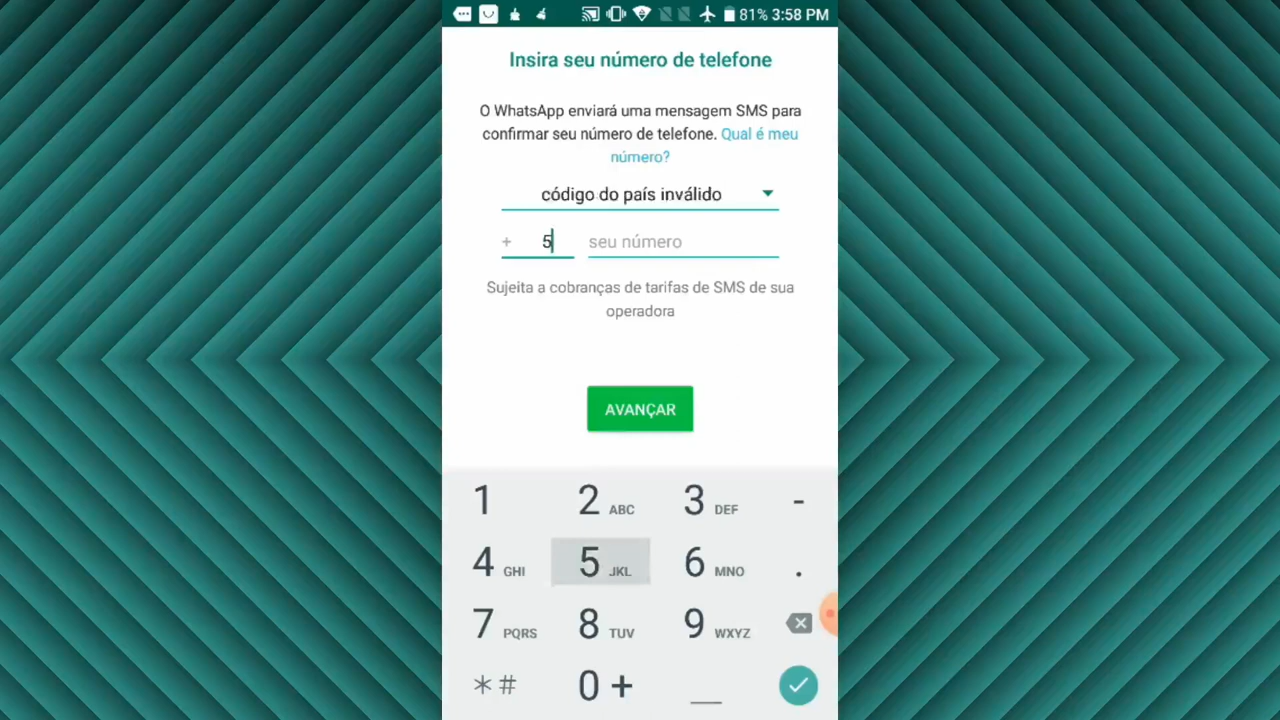 81% 3:58 PM
Insira seu número de telefone
O WhatsApp enviará uma mensagem SMS para
confirmar seu número de telefone. Qual é meu
número?
código do país inválido
+ 5 seu número
Sujeita a cobranças de tarifas de SMS de sua
operadora
AVANÇAR
1 2 ABC 3 DEF -
4 GHI 5 JKL 6 MNO .
7 PQRS 8 TUV 9 WXYZ
*# 0 + _